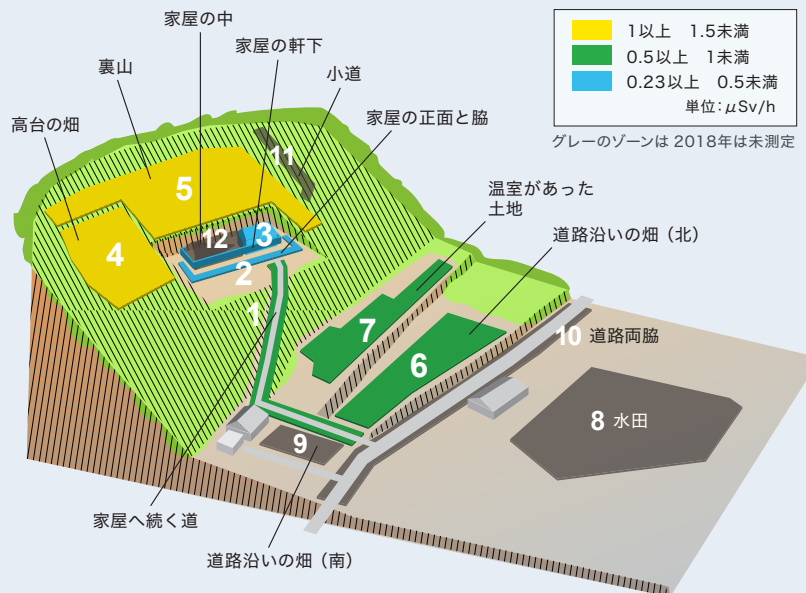 家屋の中
家屋の軒下
裏山
小道
高台の畑
家屋の正面と脇
1以上 1.5未満
0.5以上 1未満
0.23以上 0.5未満
単位：μSv/h
グレーのゾーンは 2018年は未測定
温室があった
土地
道路沿いの畑（北）
11
5
12
3
4
2
1
7
6
10 道路両脇
8 水田
9
家屋へ続く道
道路沿いの畑（南）